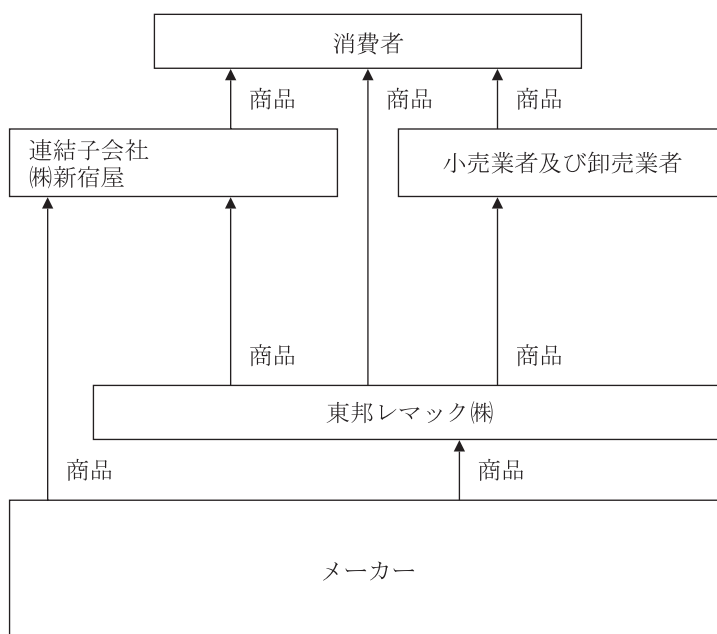 消費者
商品
商品
商品
連結子会社
㈱新宿屋
小売業者及び卸売業者
商品
商品
東邦レマック㈱
商品
商品
メーカー